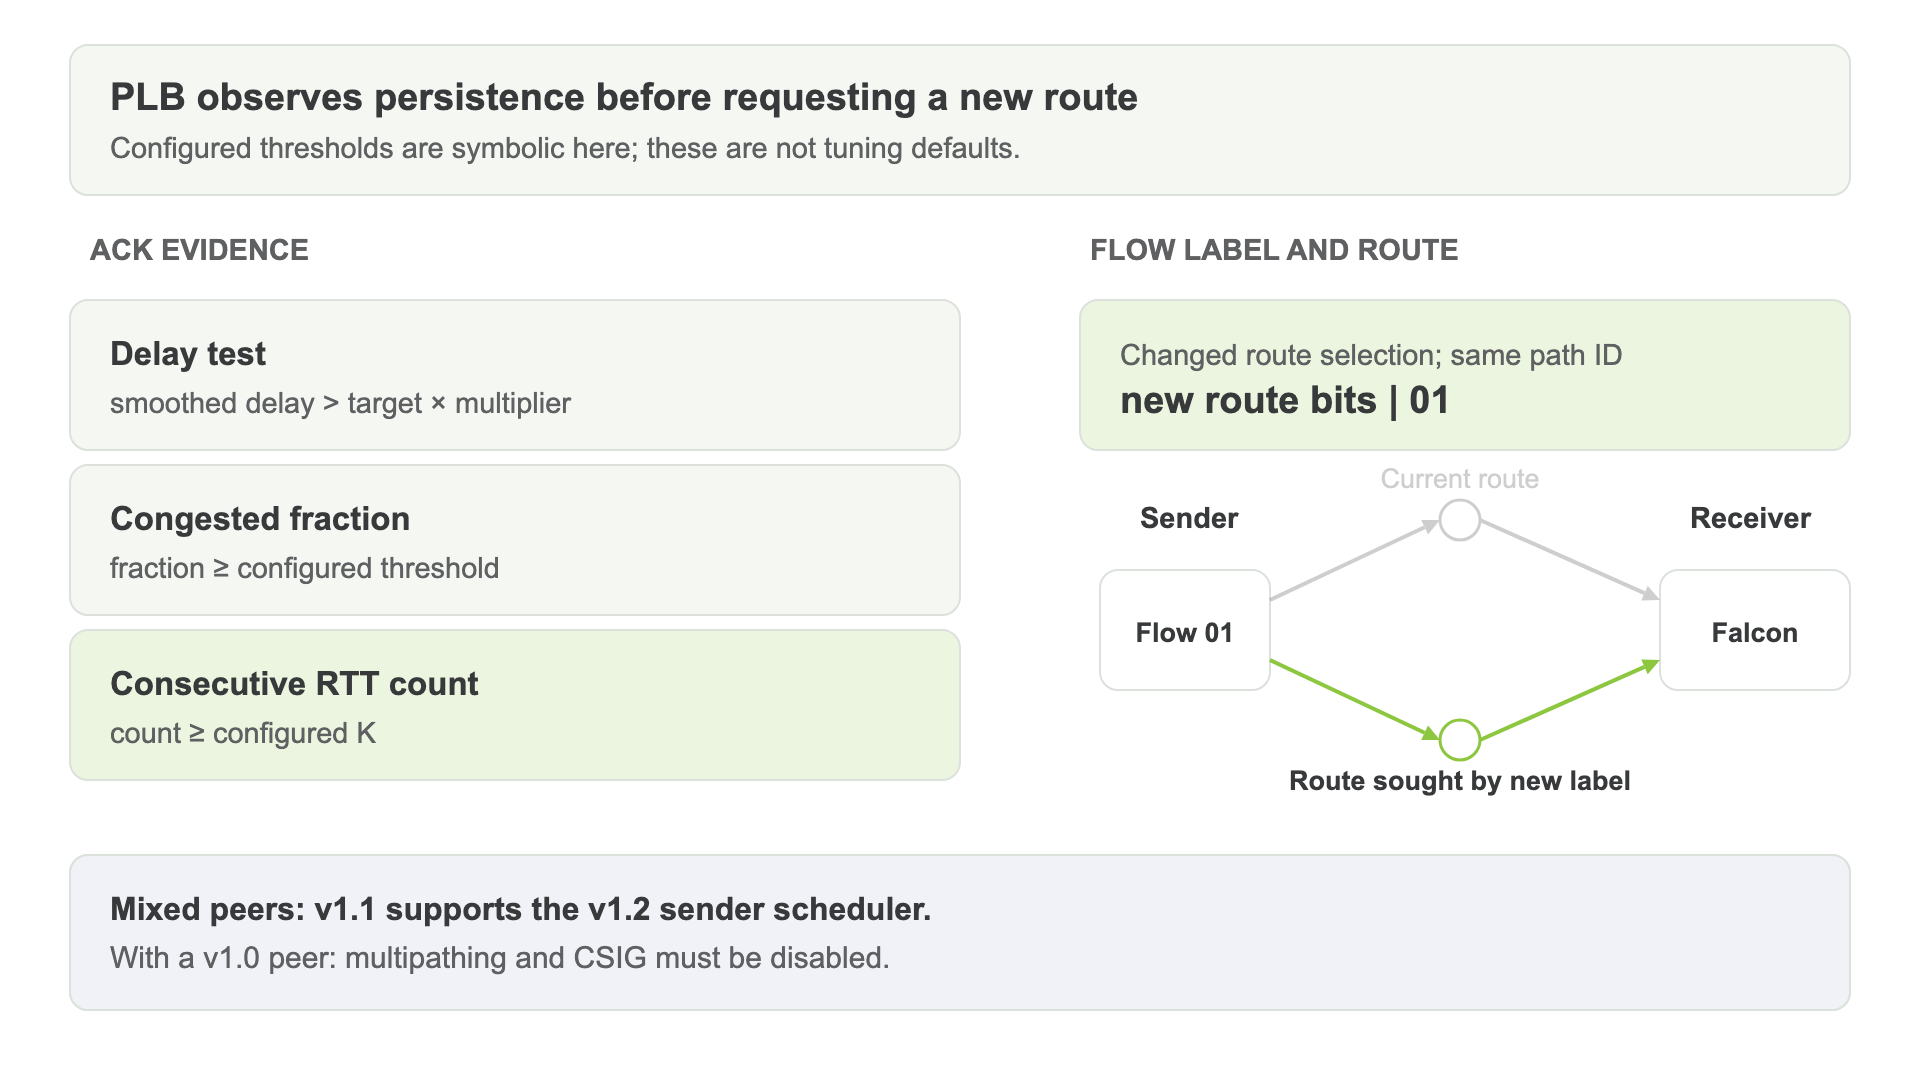 PLB observes persistence before requesting a new route
Configured thresholds are symbolic here; these are not tuning defaults.
ACK EVIDENCE
Delay test
smoothed delay > target × multiplier
Congested fraction
fraction ≥ configured threshold
Consecutive RTT count
count ≥ configured K
FLOW LABEL AND ROUTE
Changed route selection; same path ID
new route bits | 01
Current route
Sender
Receiver
Flow 01
Falcon
Route sought by new label
Mixed peers: v1.1 supports the v1.2 sender scheduler.
With a v1.0 peer: multipathing and CSIG must be disabled.